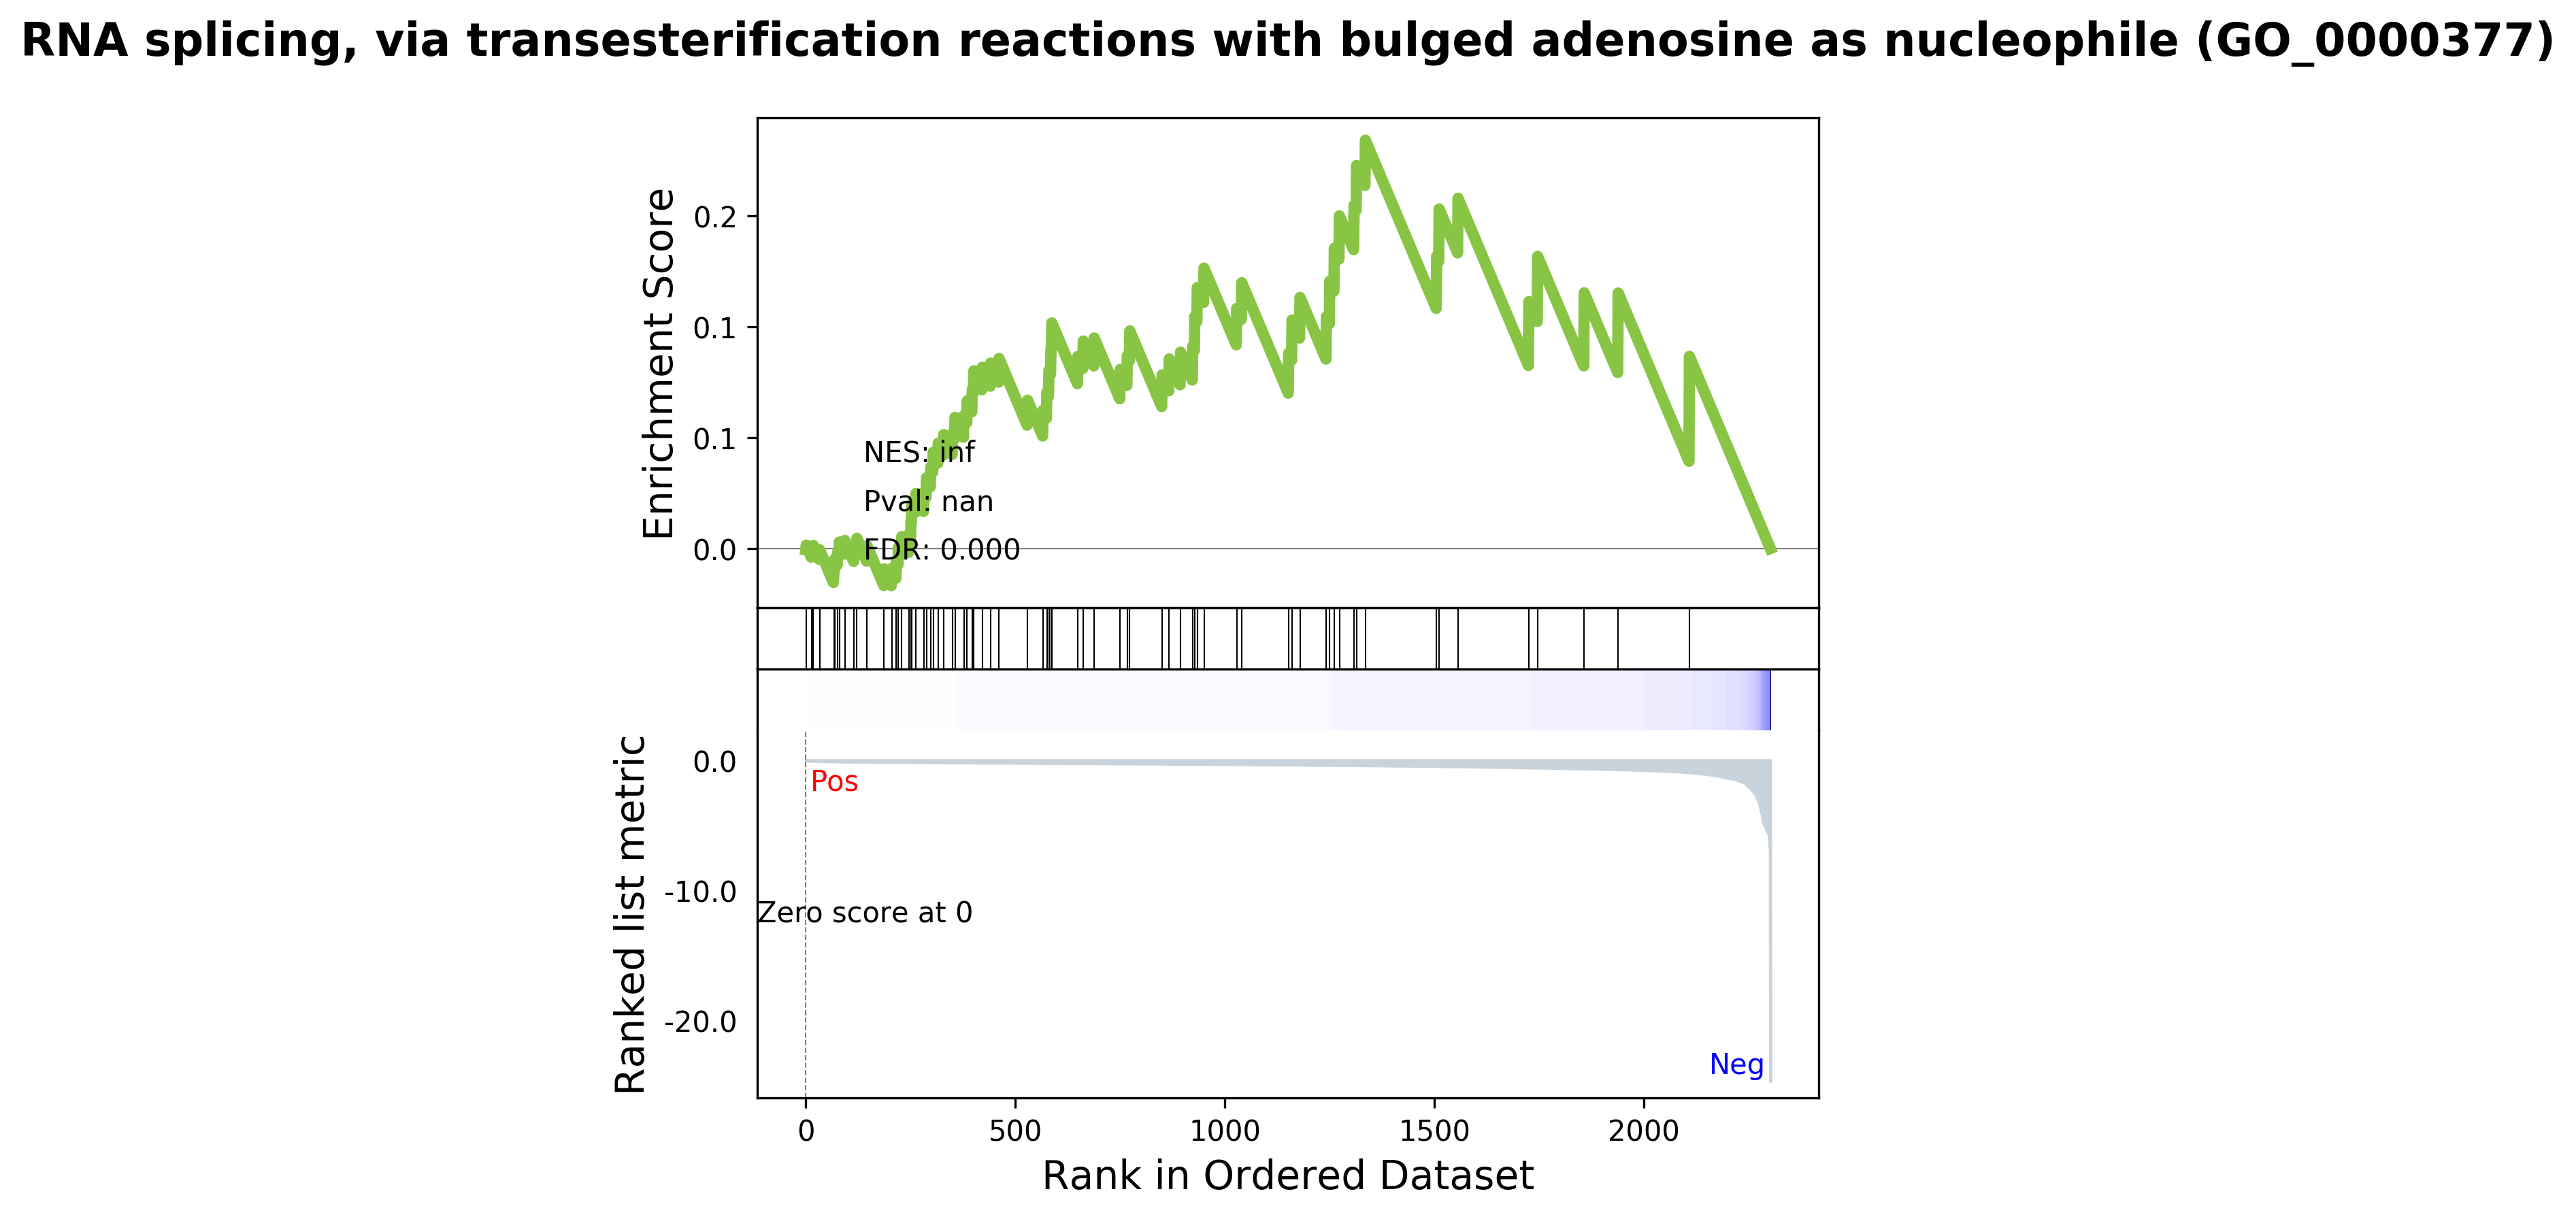 RNA splicing, via transesterification reactions with bulged adenosine as nucleophile (GO_0000377)
Enrichment Score
0.2
0.1
0.1
0.0
NES: inf
Pval: nan
FDR: 0.000
Ranked list metric
0.0
-10.0
-20.0
Pos
Zero score at 0
Neg
0 500 1000 1500 2000
Rank in Ordered Dataset